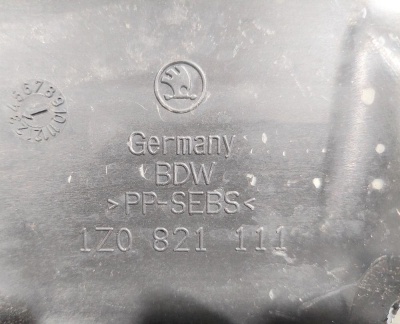 Germany
BDW
>PP-SEBS<
1Z0 821 111